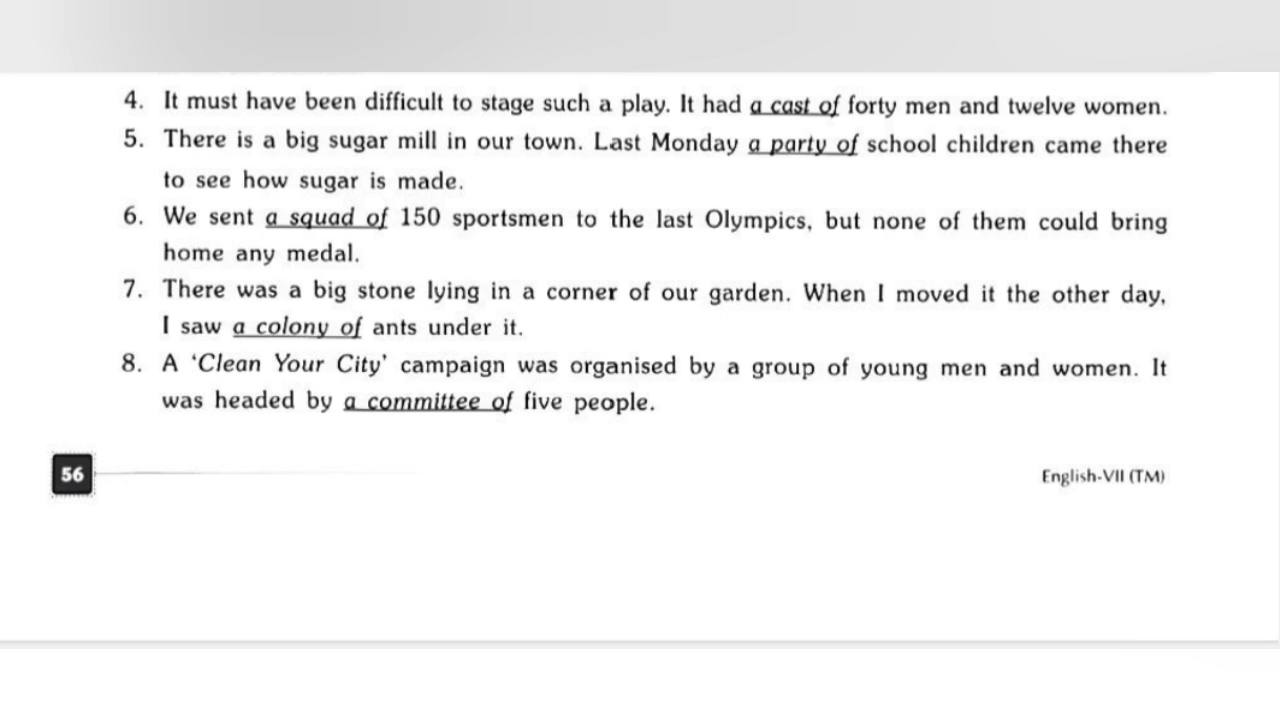 4. It must have been difficult to stage such a play. It had a cast of forty men and twelve women.
5. There is a big sugar mill in our town. Last Monday a party of school children came there
to see how sugar is made.
6. We sent a squad of 150 sportsmen to the last Olympics, but none of them could bring
home any medal.
7. There was a big stone lying in a corner of our garden. When I moved it the other day,
I saw a colony of ants under it.
8. A ‘Clean Your City’ campaign was organised by a group of young men and women. It
was headed by a committee of five people.
56
English-VII (TM)